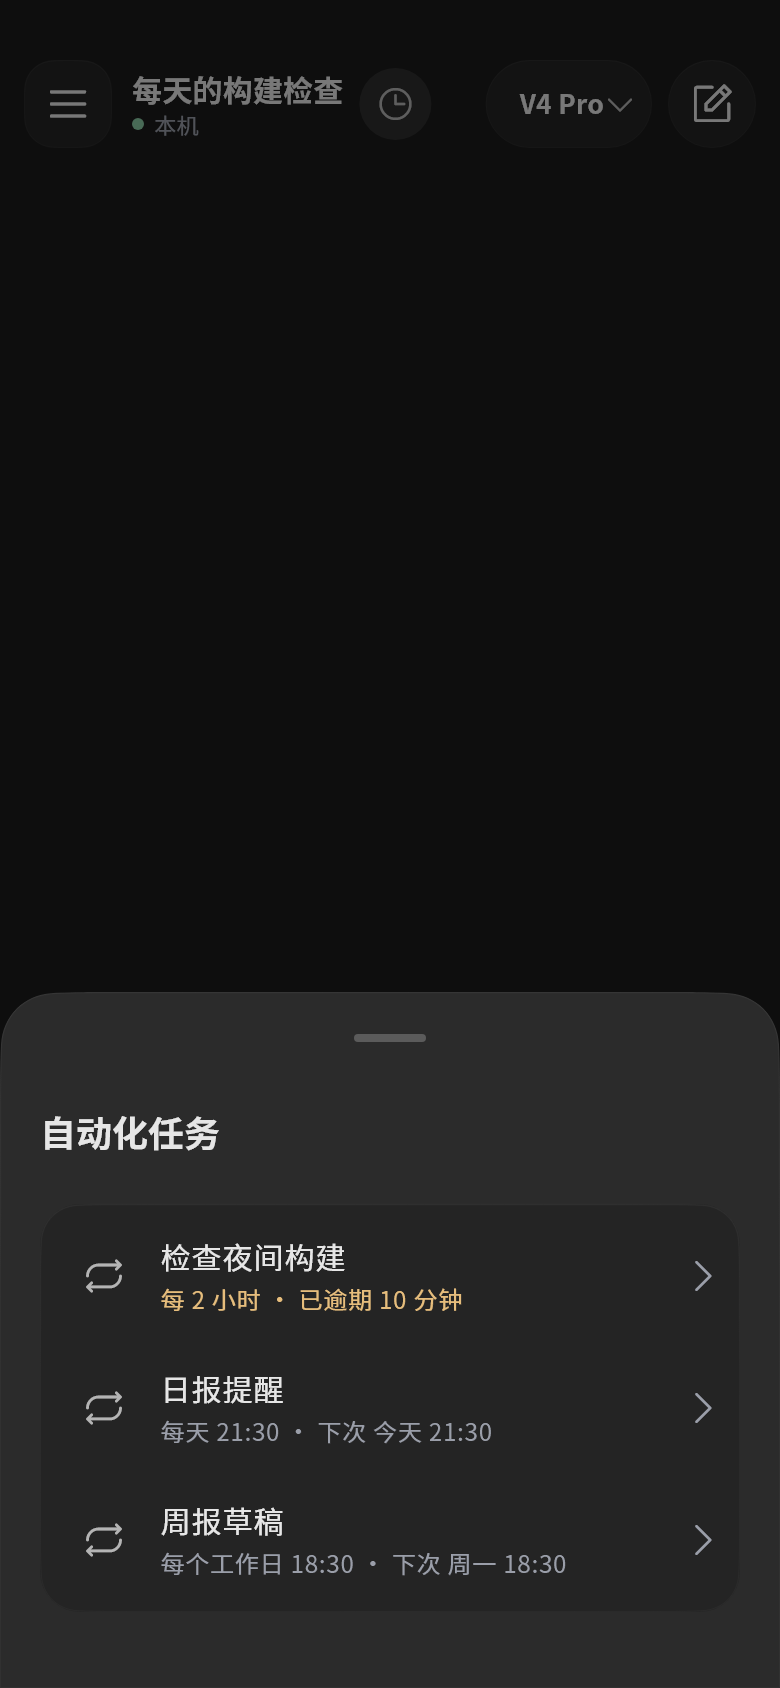 每天的构建检查
本机
V4 Pro
自动化任务
检查夜间构建
每 2 小时 · 已逾期 10 分钟
日报提醒
每天 21:30 · 下次 今天 21:30
周报草稿
每个工作日 18:30 · 下次 周一 18:30